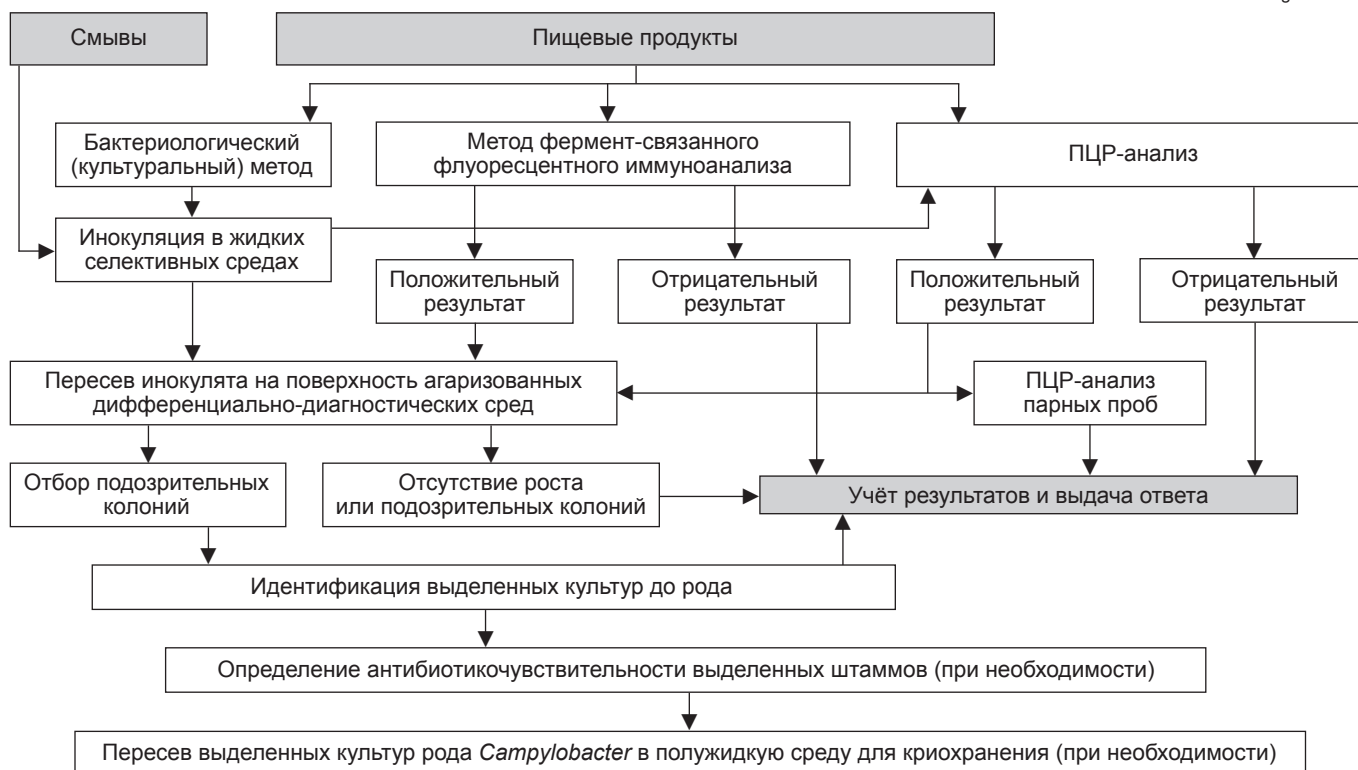 Смывы
Пищевые продукты
Бактериологический
(культуральный) метод
Метод фермент-связанного
флуоресцентного иммуноанализа
ПЦР-анализ
Инокуляция в жидких
селективных средах
Положительный
результат
Отрицательный
результат
Положительный
результат
Отрицательный
результат
Пересев инокулята на поверхность агаризованных
дифференциально-диагностических сред
ПЦР-анализ
парных проб
Отбор подозрительных
колоний
Отсутствие роста
или подозрительных колоний
Учёт результатов и выдача ответа
Идентификация выделенных культур до рода
Определение антибиотикочувствительности выделенных штаммов (при необходимости)
Пересев выделенных культур рода Campylobacter в полужидкую среду для криохранения (при необходимости)